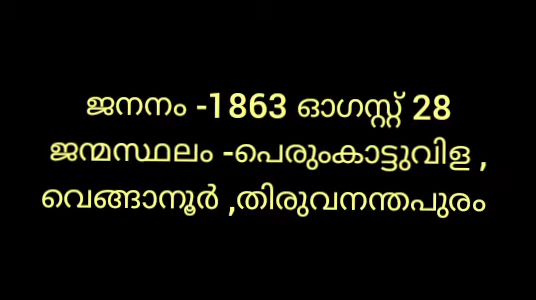 ജനനം -1863 ഓഗസ്റ്റ് 28
ജന്മസ്ഥലം -പെരുംകാട്ടുവിള ,
വെങ്ങാനൂർ ,തിരുവനന്തപുരം